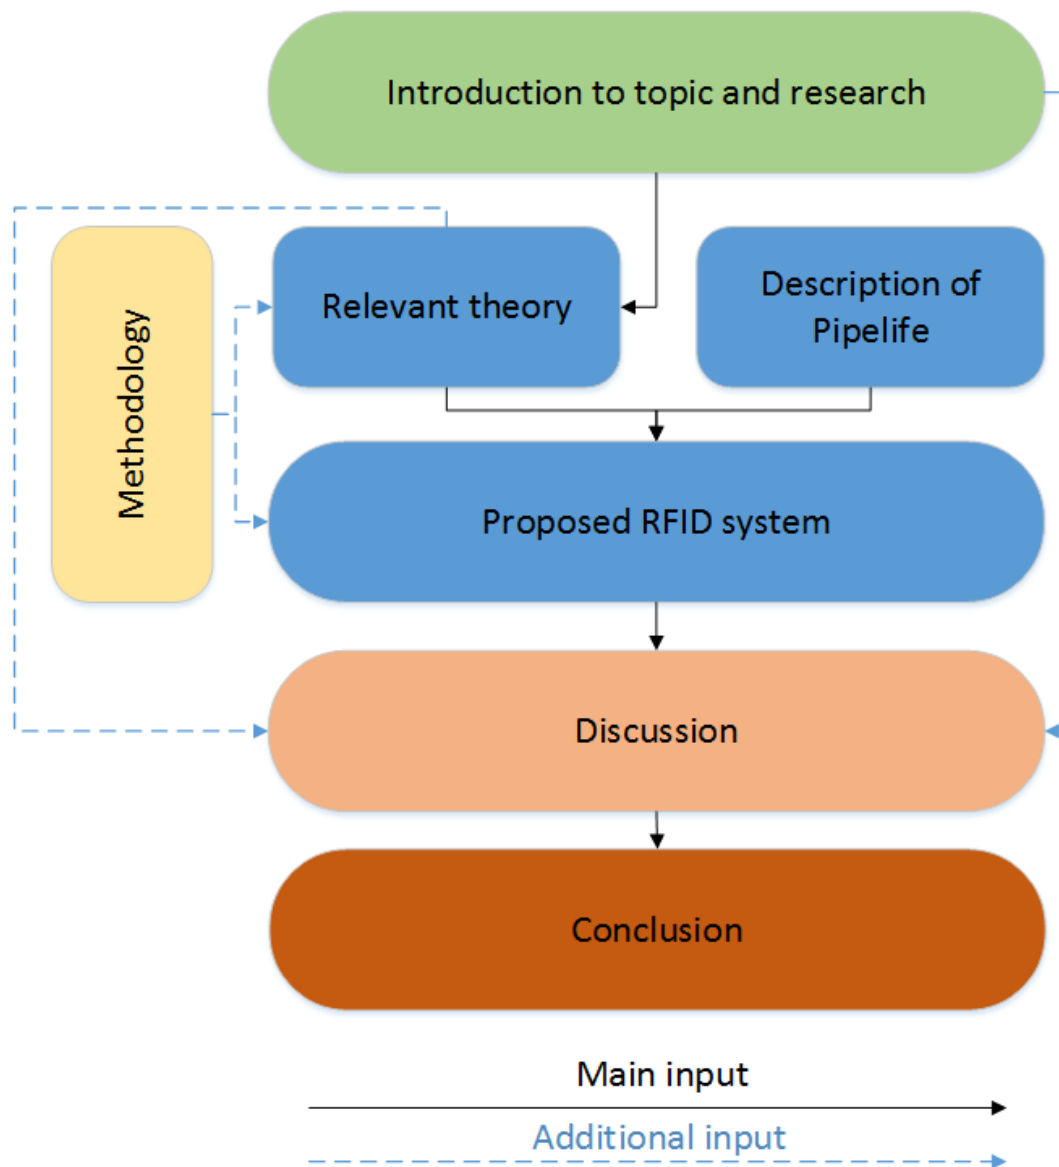 Introduction to topic and research
Methodology
Relevant theory
Description of
Pipelife
Proposed RFID system
Discussion
Conclusion
Main input
Additional input